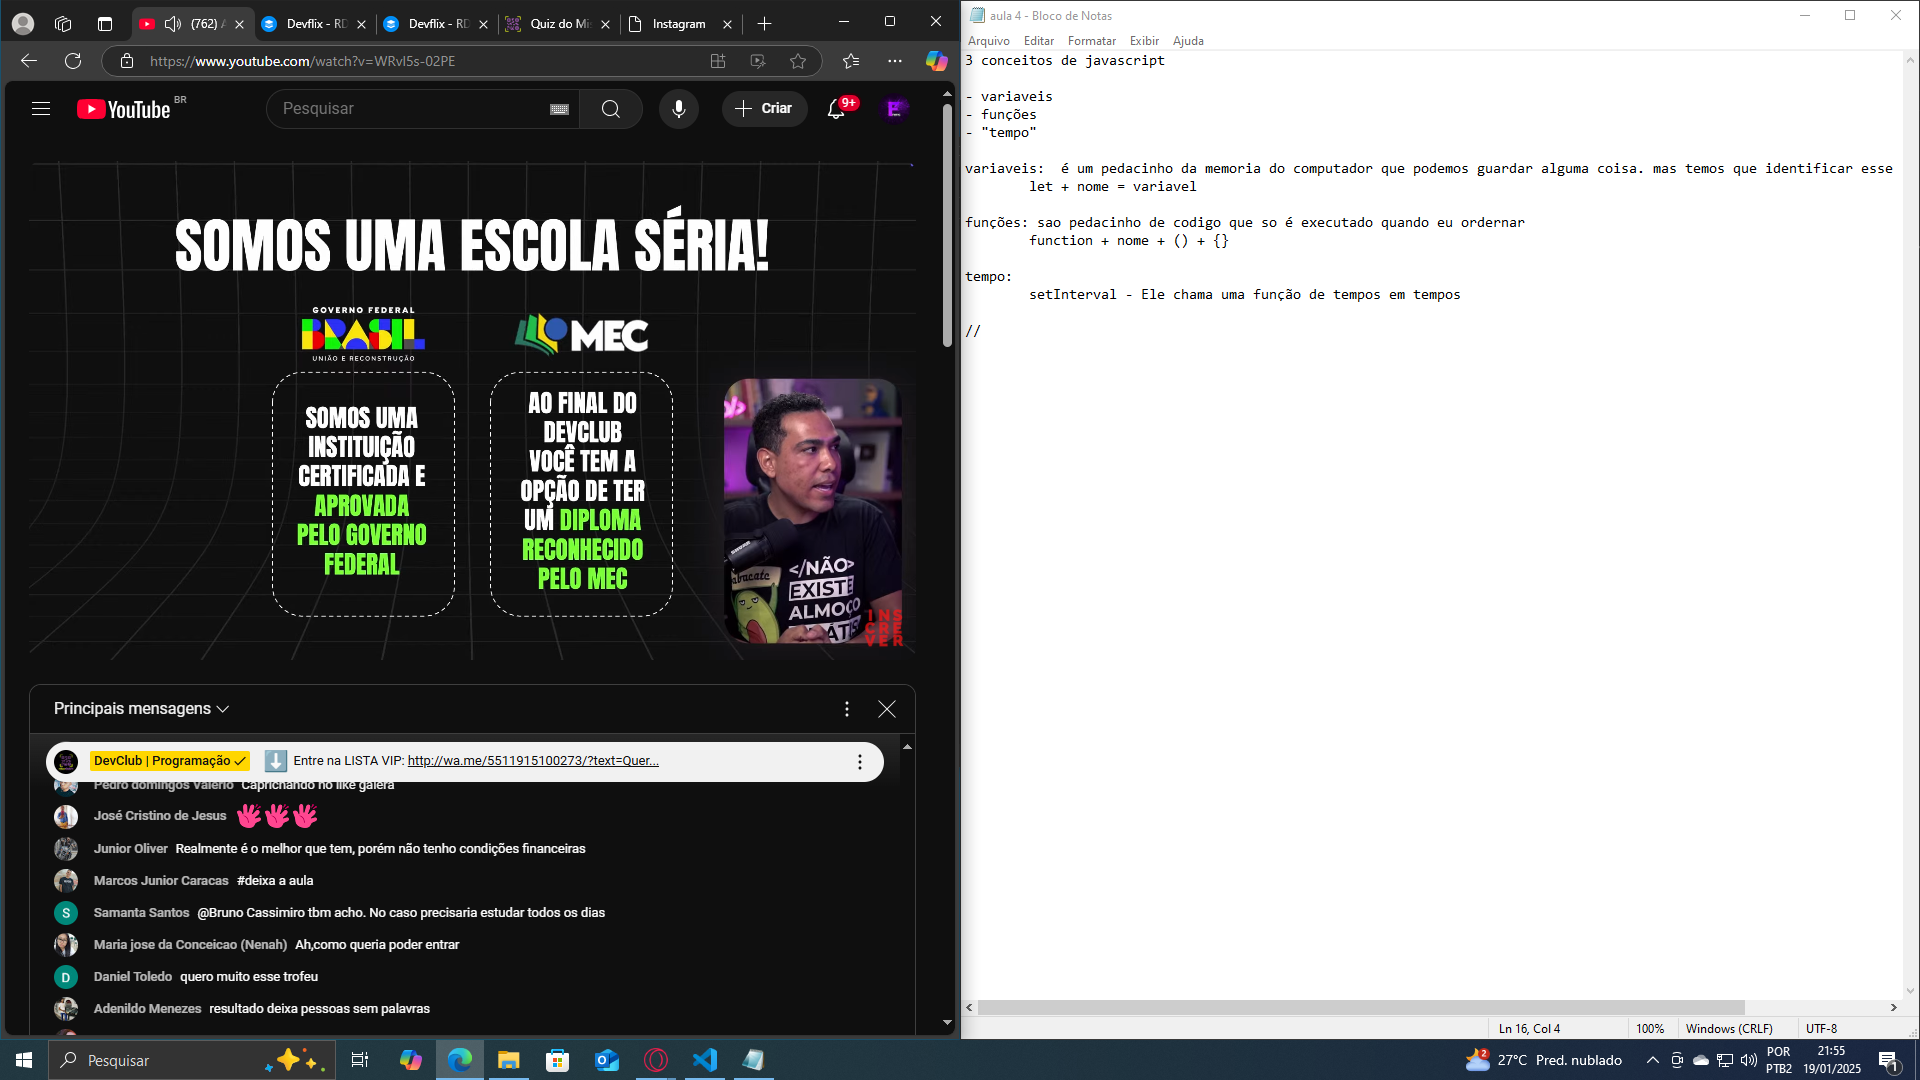 (762) A
Devflix - RD
Devflix - RD
Quiz do Mis
Instagram
https://www.youtube.com/watch?v=WRvI5s-02PE
YouTube BR
Pesquisar
Criar
9+
E
SOMOS UMA ESCOLA SÉRIA!
GOVERNO FEDERAL
BRASIL
UNIÃO E RECONSTRUÇÃO
MEC
SOMOS UMA
INSTITUIÇÃO
CERTIFICADA E
APROVADA
PELO GOVERNO
FEDERAL
AO FINAL DO
DEVCLUB
VOCÊ TEM A
OPÇÃO DE TER
UM DIPLOMA
RECONHECIDO
PELO MEC
</NÃO>
EXISTE
ALMOÇO
GRÁTIS
abacate
INS
CRE
VER
Principais mensagens
DevClub | Programação
Entre na LISTA VIP: http://wa.me/5511915100273/?text=Quer...
Pedro domingos Valério Caprichando no like galera
José Cristino de Jesus
Junior Oliver Realmente é o melhor que tem, porém não tenho condições financeiras
Marcos Junior Caracas #deixa a aula
S Samanta Santos @Bruno Cassimiro tbm acho. No caso precisaria estudar todos os dias
Maria jose da Conceicao (Nenah) Ah,como queria poder entrar
D Daniel Toledo quero muito esse trofeu
Adenildo Menezes resultado deixa pessoas sem palavras
aula 4 - Bloco de Notas
Arquivo Editar Formatar Exibir Ajuda
3 conceitos de javascript
- variaveis
- funções
- "tempo"
variaveis:  é um pedacinho da memoria do computador que podemos guardar alguma coisa. mas temos que identificar esse
let + nome = variavel
funções: sao pedacinho de codigo que so é executado quando eu ordernar
function + nome + () + {}
tempo:
setInterval - Ele chama uma função de tempos em tempos
//
Ln 16, Col 4
100%
Windows (CRLF)
UTF-8
Pesquisar
2
27°C Pred. nublado
POR
PTB2
21:55
19/01/2025
1